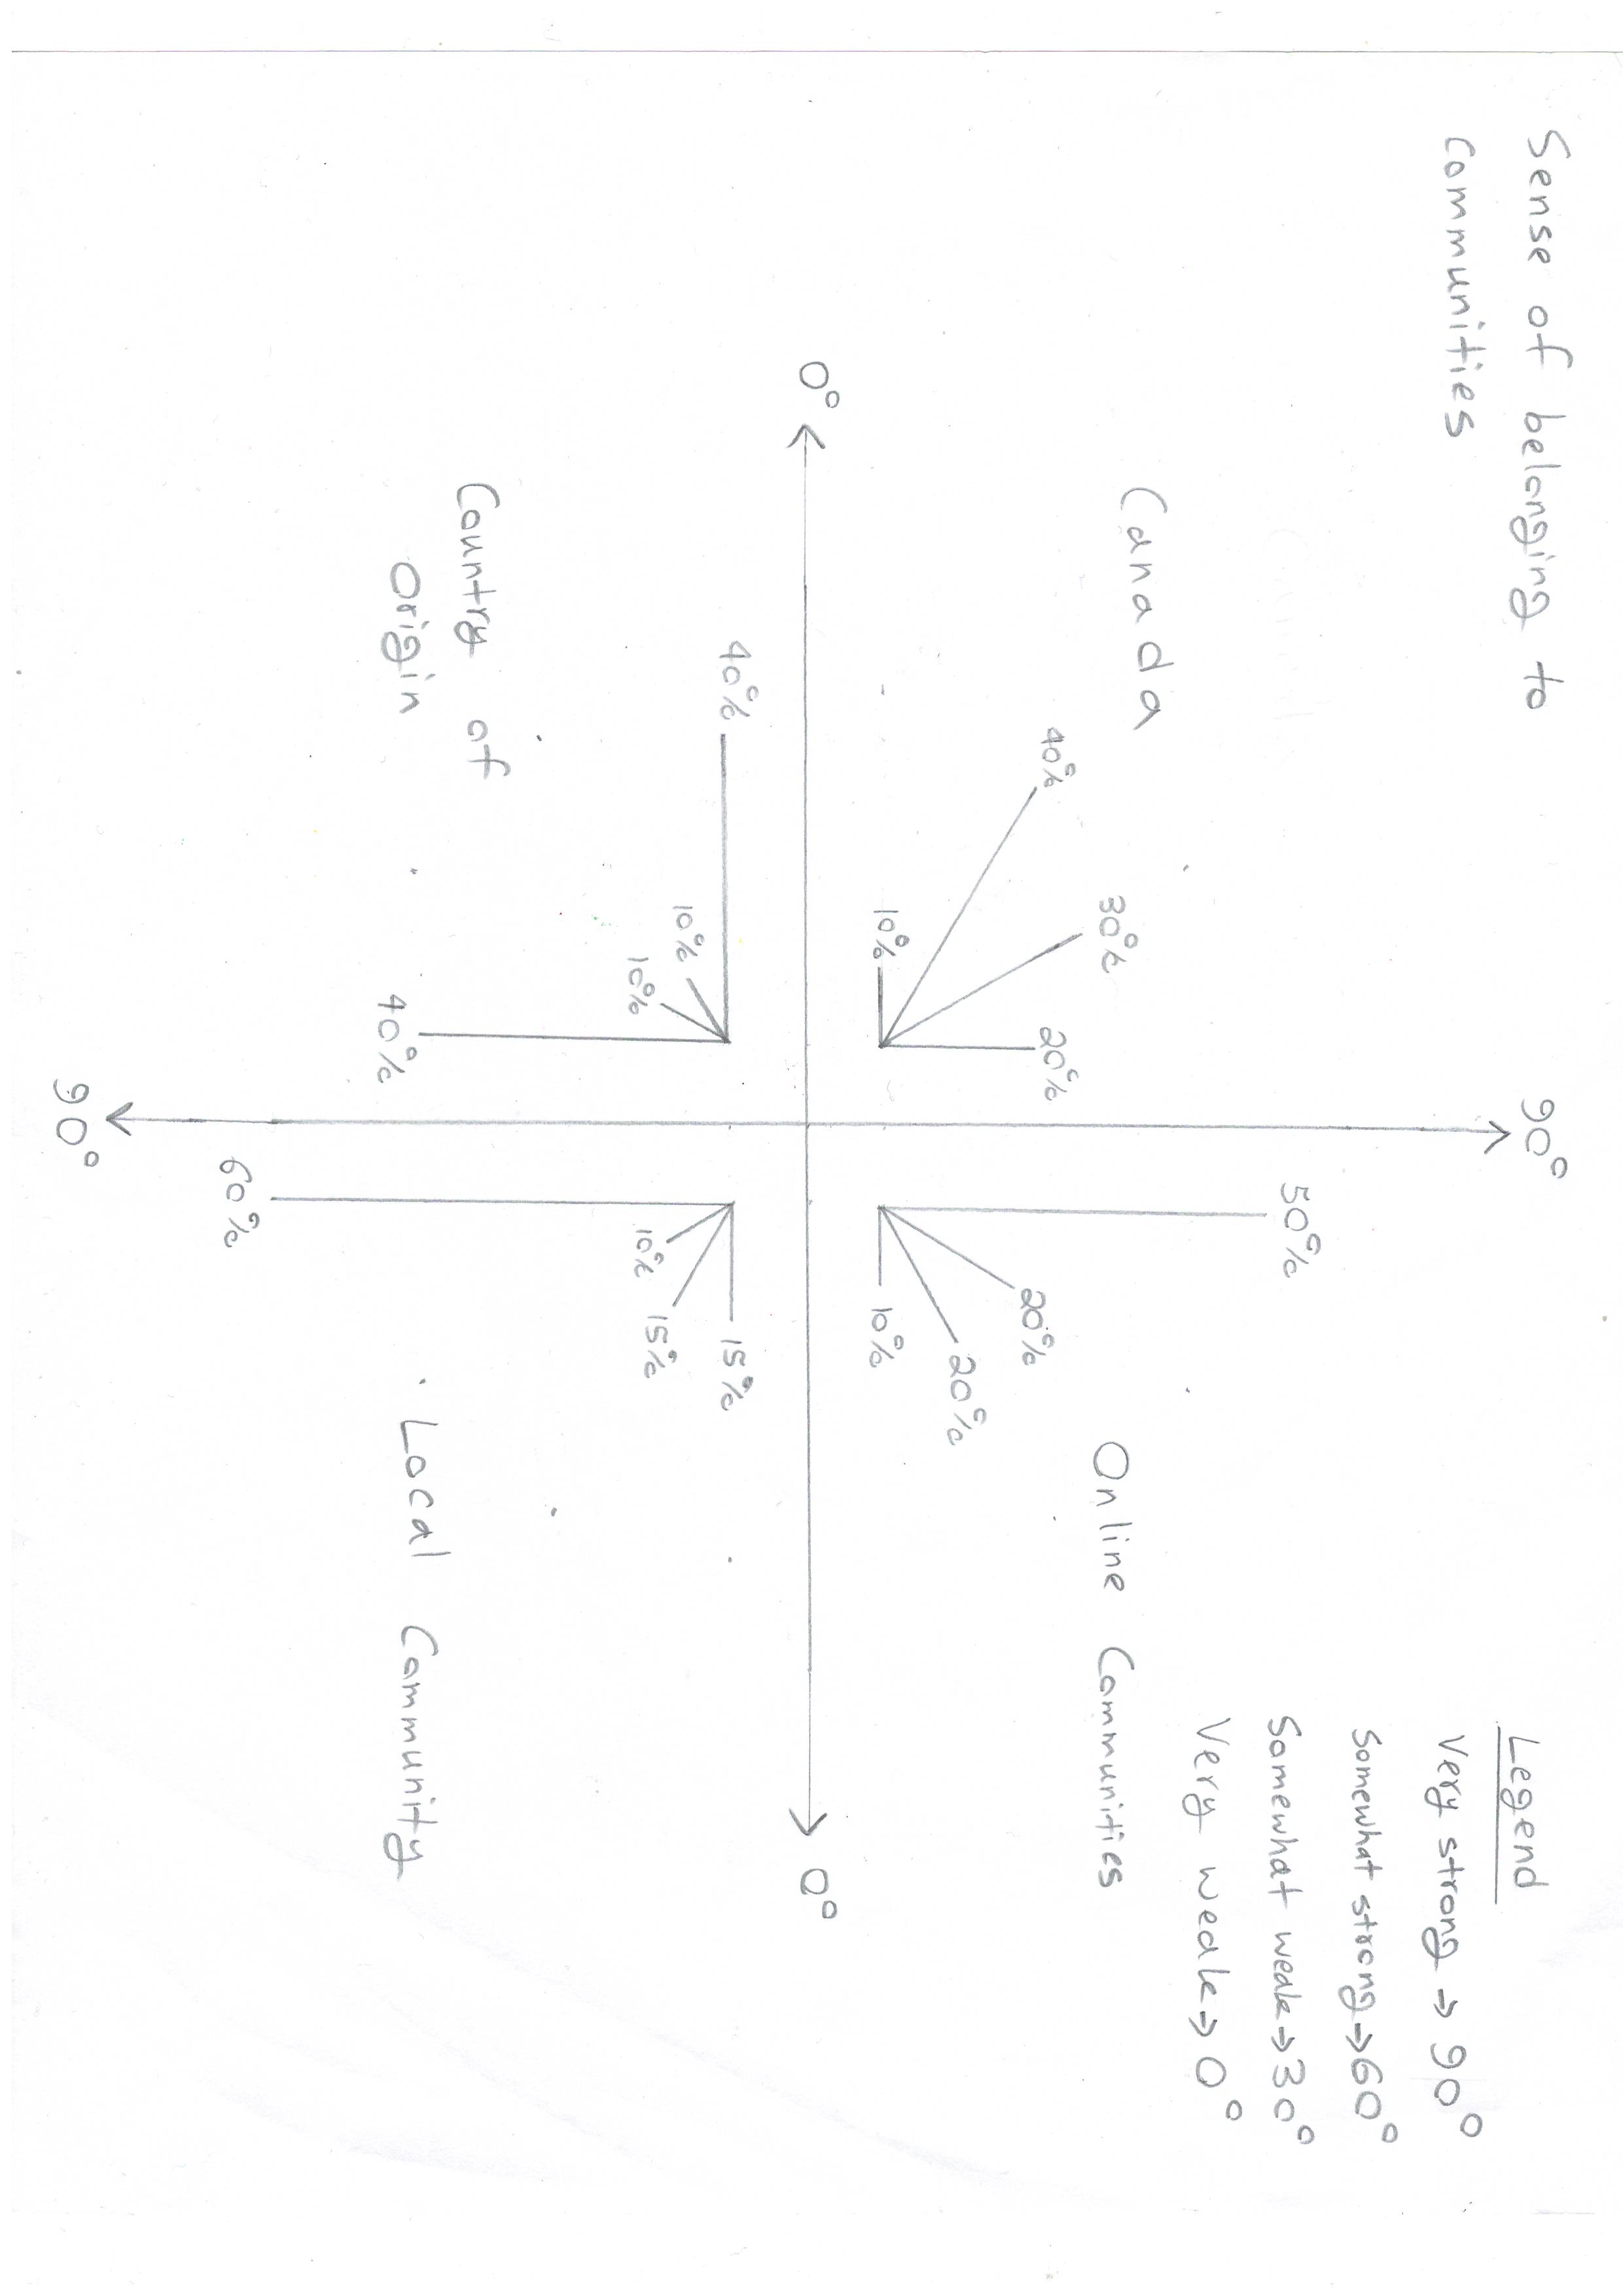 Sense of belonging to
Communities
90°
Legend
Very strong → 90°
Somewhat strong → 60°
Somewhat weak → 30°
Very weak → 0°
Canada
40%
30%
20%
10%
50%
20%
20%
10%
Online Communities
0°
0°
40%
10%
10%
40%
15%
15%
10%
60%
Country of
Origin
Local Community
90°